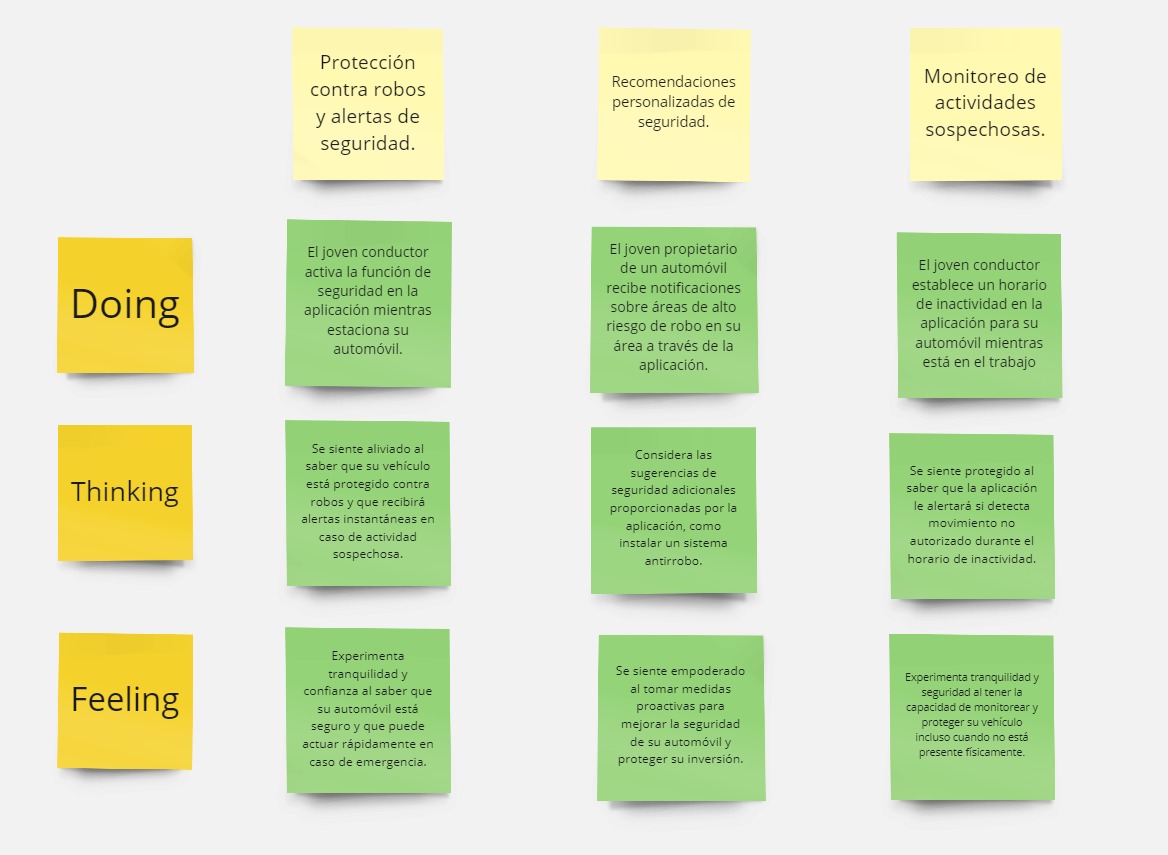 Protección
contra robos
y alertas de
seguridad.
Recomendaciones
personalizadas de
seguridad.
Monitoreo de
actividades
sospechosas.
Doing
El joven conductor
activa la función de
seguridad en la
aplicación mientras
estaciona su
automóvil.
El joven propietario
de un automóvil
recibe notificaciones
sobre áreas de alto
riesgo de robo en su
área a través de la
aplicación.
El joven conductor
establece un horario
de inactividad en la
aplicación para su
automóvil mientras
está en el trabajo
Thinking
Se siente aliviado al
saber que su vehículo
está protegido contra
robos y que recibirá
alertas instantáneas en
caso de actividad
sospechosa.
Considera las
sugerencias de
seguridad adicionales
proporcionadas por la
aplicación, como
instalar un sistema
antirrobo.
Se siente protegido al
saber que la aplicación
le alertará si detecta
movimiento no
autorizado durante el
horario de inactividad.
Feeling
Experimenta
tranquilidad y
confianza al saber que
su automóvil está
seguro y que puede
actuar rápidamente en
caso de emergencia.
Se siente empoderado
al tomar medidas
proactivas para
mejorar la seguridad
de su automóvil y
proteger su inversión.
Experimenta tranquilidad y
seguridad al tener la
capacidad de monitorear y
proteger su vehículo
incluso cuando no está
presente físicamente.